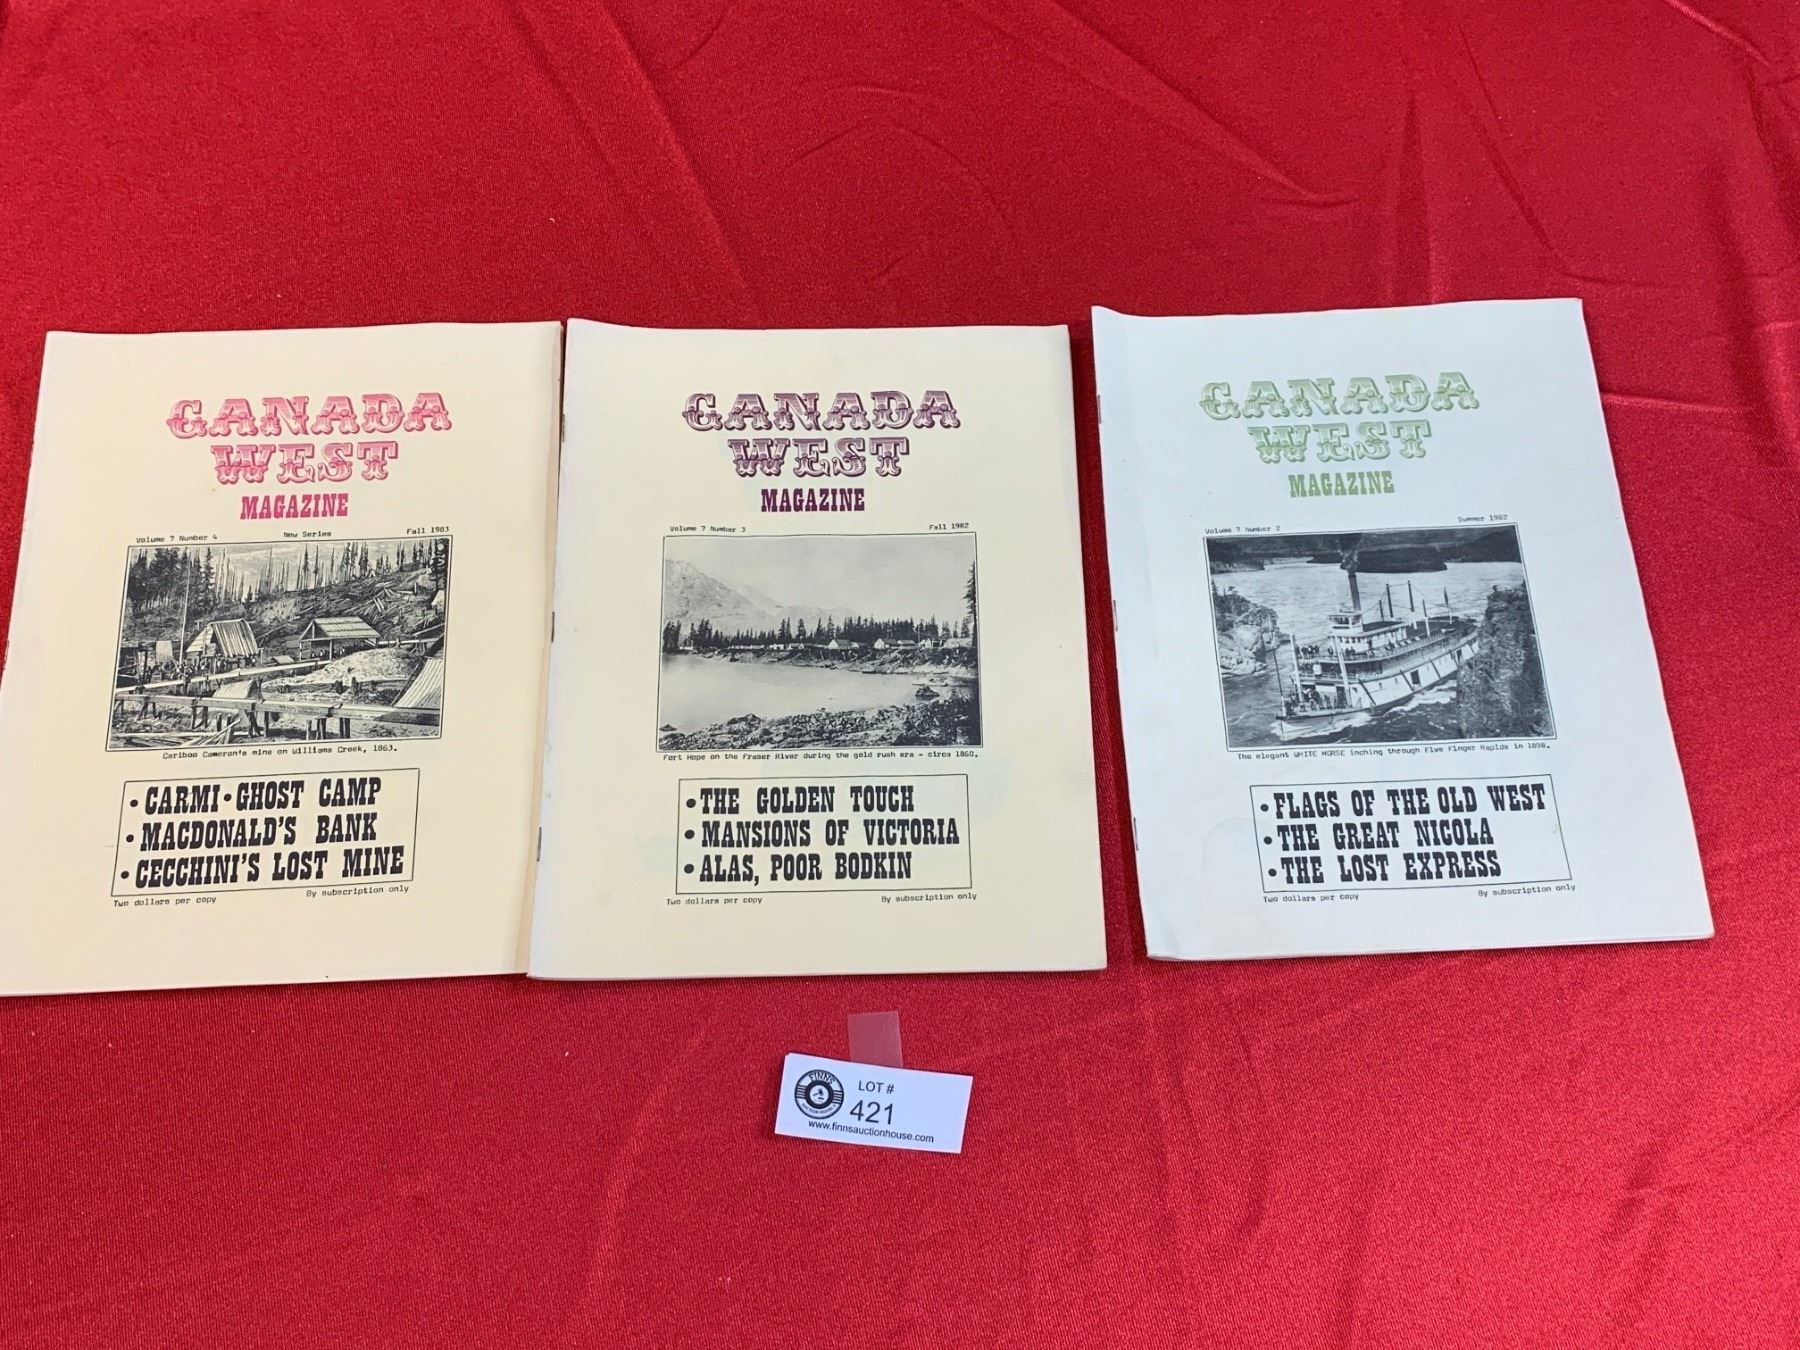 CANADA
WEST
MAGAZINE
Volume 7 Number 4 New Series Fall 1983
Cariboo Cameron's mine on Williams Creek, 1863.
• CARMI • GHOST CAMP
• MACDONALD'S BANK
• CECCHINI'S LOST MINE
Two dollars per copy By subscription only
CANADA
WEST
MAGAZINE
Volume 7 Number 3 Fall 1982
Fort Hope on the Fraser River during the gold rush era - circa 1860.
• THE GOLDEN TOUCH
• MANSIONS OF VICTORIA
• ALAS, POOR BODKIN
Two dollars per copy By subscription only
CANADA
WEST
MAGAZINE
Volume 7 Number 2 Summer 1982
The elegant WHITE HORSE inching through Five Finger Rapids in 1898.
• FLAGS OF THE OLD WEST
• THE GREAT NICOLA
• THE LOST EXPRESS
Two dollars per copy By subscription only
FINNS
AUCTION HOUSE
LOT #
421
www.finnsauctionhouse.com